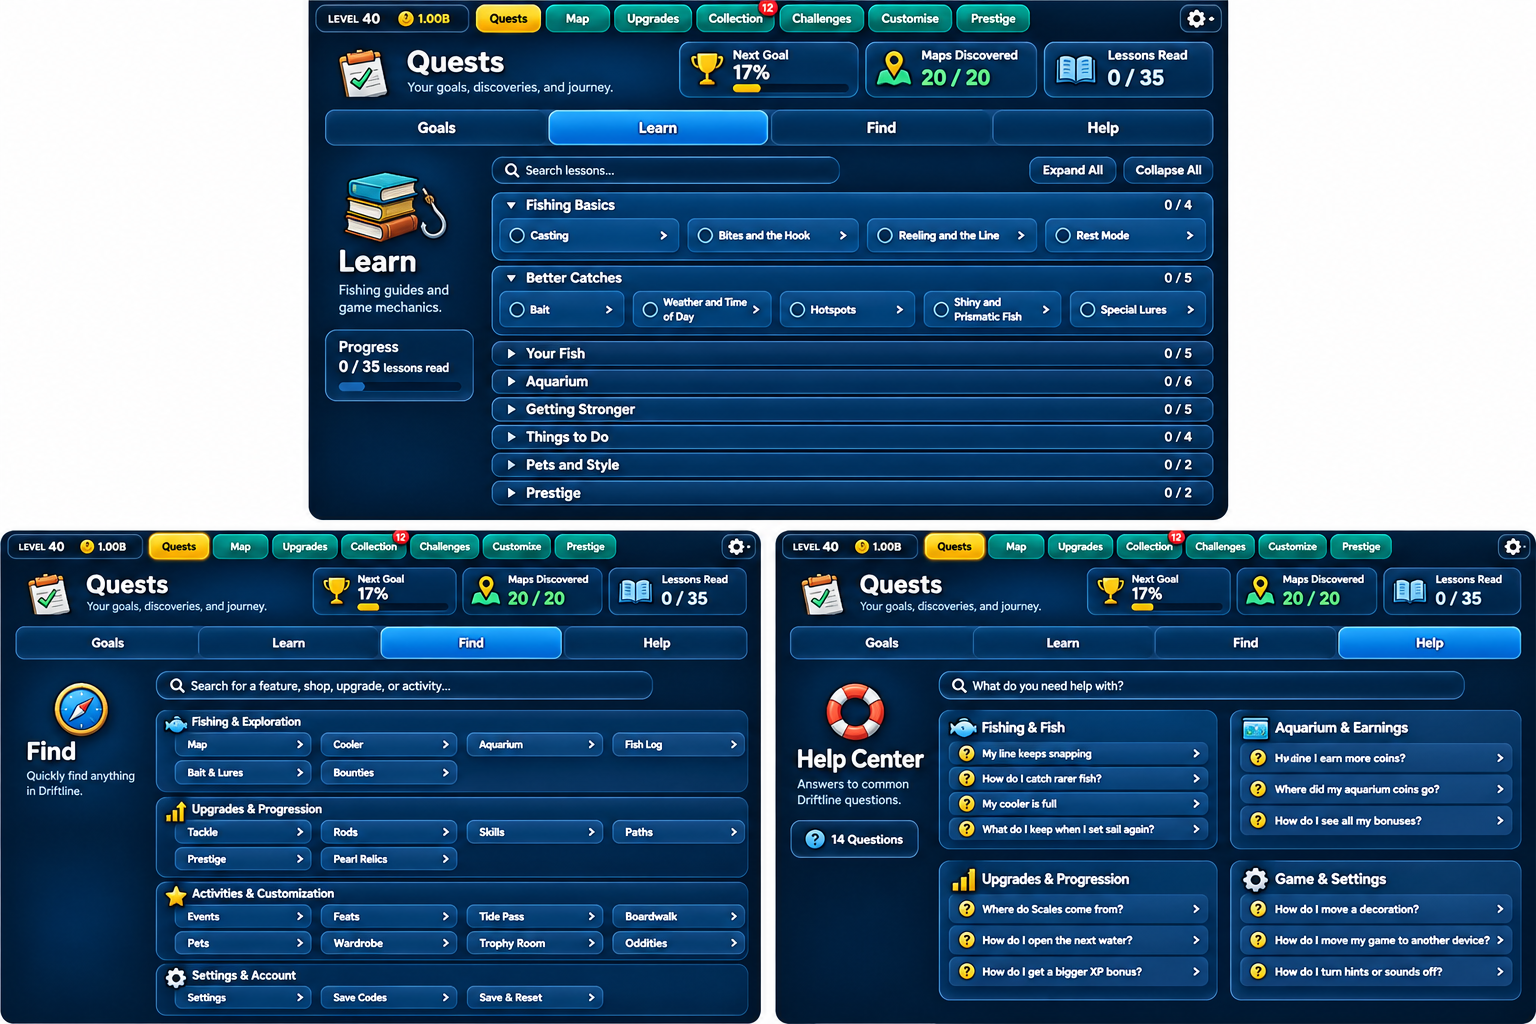 LEVEL 40 1.00B Quests Map Upgrades Collection 12 Challenges Customise Prestige
Quests
Your goals, discoveries, and journey.
Next Goal
17%
Maps Discovered
20 / 20
Lessons Read
0 / 35
Goals Learn Find Help
Learn
Fishing guides and
game mechanics.
Progress
0 / 35 lessons read
Search lessons...
Expand All Collapse All
Fishing Basics 0 / 4
Casting Bites and the Hook Reeling and the Line Rest Mode
Better Catches 0 / 5
Bait
Weather and Time
of Day
Hotspots
Shiny and
Prismatic Fish
Special Lures
Your Fish 0 / 5
Aquarium 0 / 6
Getting Stronger 0 / 5
Things to Do 0 / 4
Pets and Style 0 / 2
Prestige 0 / 2
LEVEL 40 1.00B Quests Map Upgrades Collection 12 Challenges Customize Prestige
Quests
Your goals, discoveries, and journey.
Next Goal
17%
Maps Discovered
20 / 20
Lessons Read
0 / 35
Goals Learn Find Help
Find
Quickly find anything
in Driftline.
Search for a feature, shop, upgrade, or activity...
Fishing & Exploration
Map Cooler Aquarium Fish Log
Bait & Lures Bounties
Upgrades & Progression
Tackle Rods Skills Paths
Prestige Pearl Relics
Activities & Customization
Events Feats Tide Pass Boardwalk
Pets Wardrobe Trophy Room Oddities
Settings & Account
Settings Save Codes Save & Reset
LEVEL 40 1.00B Quests Map Upgrades Collection 12 Challenges Customize Prestige
Quests
Your goals, discoveries, and journey.
Next Goal
17%
Maps Discovered
20 / 20
Lessons Read
0 / 35
Goals Learn Find Help
Help Center
Answers to common
Driftline questions.
14 Questions
What do you need help with?
Fishing & Fish
My line keeps snapping
How do I catch rarer fish?
My cooler is full
What do I keep when I set sail again?
Aquarium & Earnings
I earn more coins?
Where did my aquarium coins go?
How do I see all my bonuses?
Upgrades & Progression
Where do Scales come from?
How do I open the next water?
How do I get a bigger XP bonus?
Game & Settings
How do I move a decoration?
How do I move my game to another device?
How do I turn hints or sounds off?